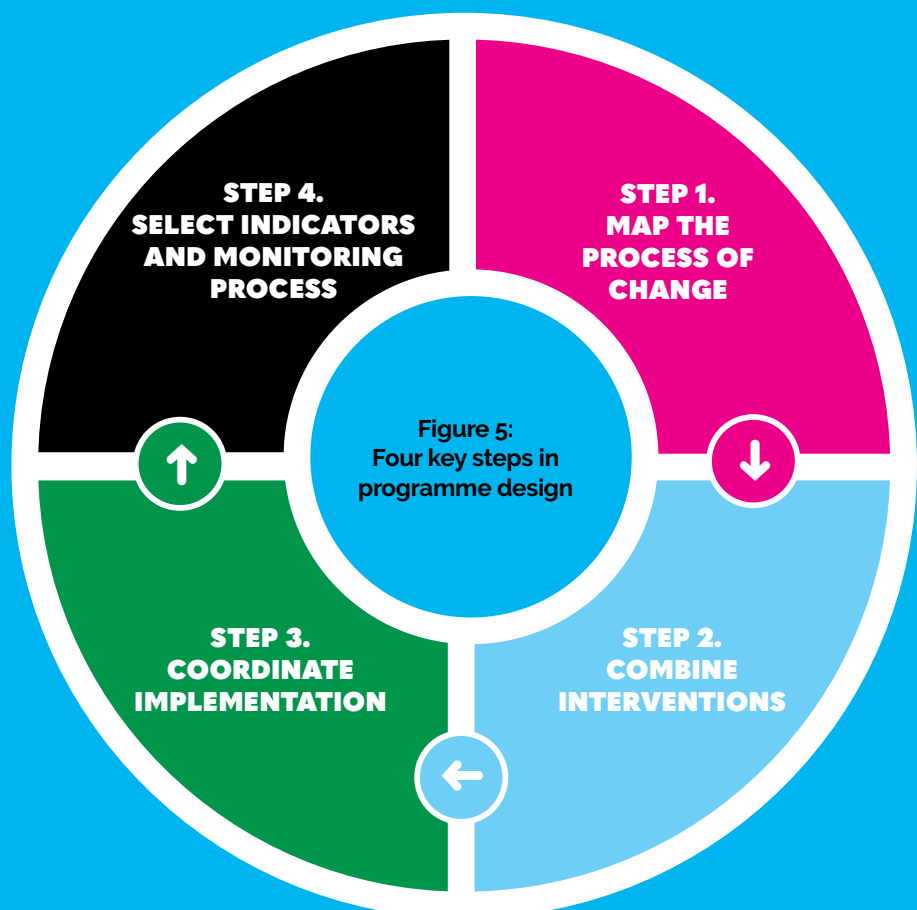 Figure 5:
Four key steps in
programme design
STEP 1.
MAP THE
PROCESS OF
CHANGE
STEP 2.
COMBINE
INTERVENTIONS
STEP 3.
COORDINATE
IMPLEMENTATION
STEP 4.
SELECT INDICATORS
AND MONITORING
PROCESS